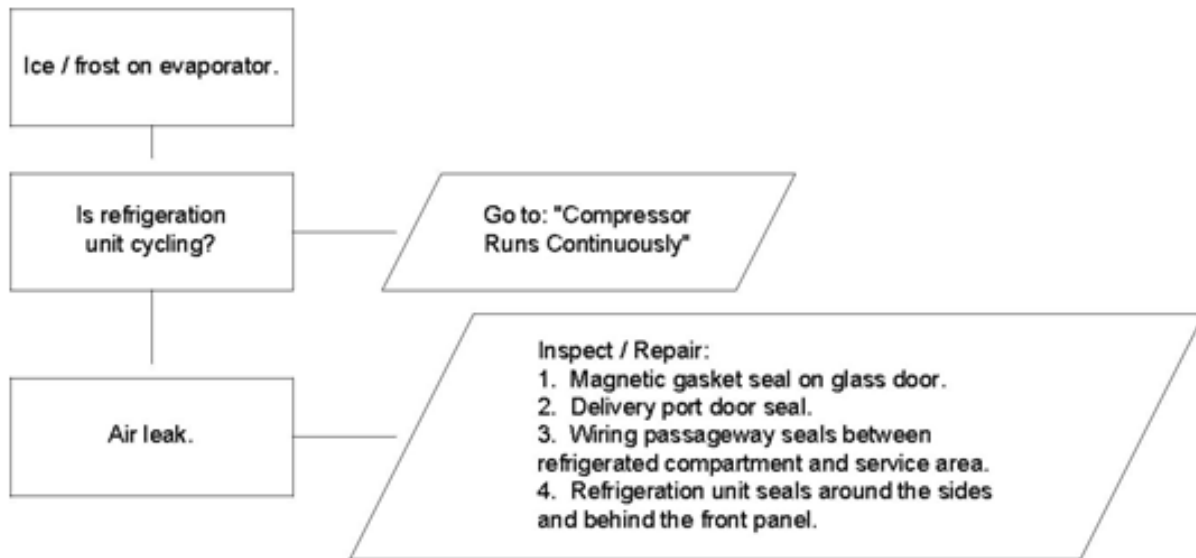 Ice / frost on evaporator.
Is refrigeration
unit cycling?
Go to: "Compressor
Runs Continuously"
Air leak.
Inspect / Repair:
1. Magnetic gasket seal on glass door.
2. Delivery port door seal.
3. Wiring passageway seals between
refrigerated compartment and service area.
4. Refrigeration unit seals around the sides
and behind the front panel.